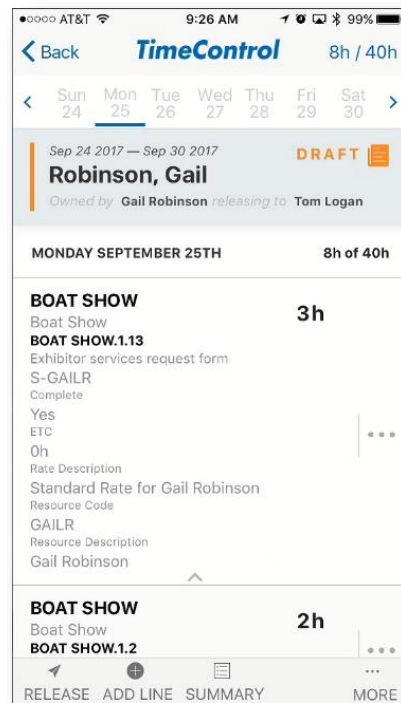 ●○○○○ AT&T 9:26 AM 99%
Back TimeControl 8h / 40h
Sun Mon Tue Wed Thu Fri Sat
24 25 26 27 28 29 30
Sep 24 2017 — Sep 30 2017 DRAFT
Robinson, Gail
Owned by Gail Robinson releasing to Tom Logan
MONDAY SEPTEMBER 25TH 8h of 40h
BOAT SHOW 3h
Boat Show
BOAT SHOW.1.13
Exhibitor services request form
S-GAILR
Complete
Yes
ETC
0h
Rate Description
Standard Rate for Gail Robinson
Resource Code
GAILR
Resource Description
Gail Robinson
BOAT SHOW 2h
Boat Show
BOAT SHOW.1.2
RELEASE ADD LINE SUMMARY MORE